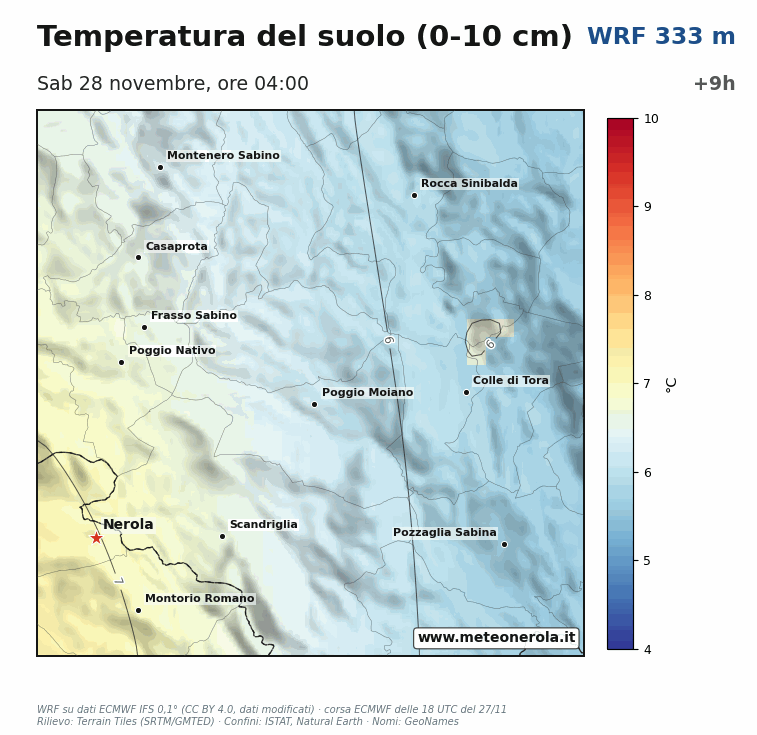 Temperatura del suolo (0-10 cm) WRF 333 m
Sab 28 novembre, ore 04:00 +9h
Montenero Sabino
Rocca Sinibalda
Casaprota
Frasso Sabino
Poggio Nativo
Colle di Tora
Poggio Moiano
Nerola
Scandriglia
Pozzaglia Sabina
Montorio Romano
6
6
7
10
9
8
7
6
5
4
°C
www.meteonerola.it
WRF su dati ECMWF IFS 0,1° (CC BY 4.0, dati modificati) · corsa ECMWF delle 18 UTC del 27/11
Rilievo: Terrain Tiles (SRTM/GMTED) · Confini: ISTAT, Natural Earth · Nomi: GeoNames